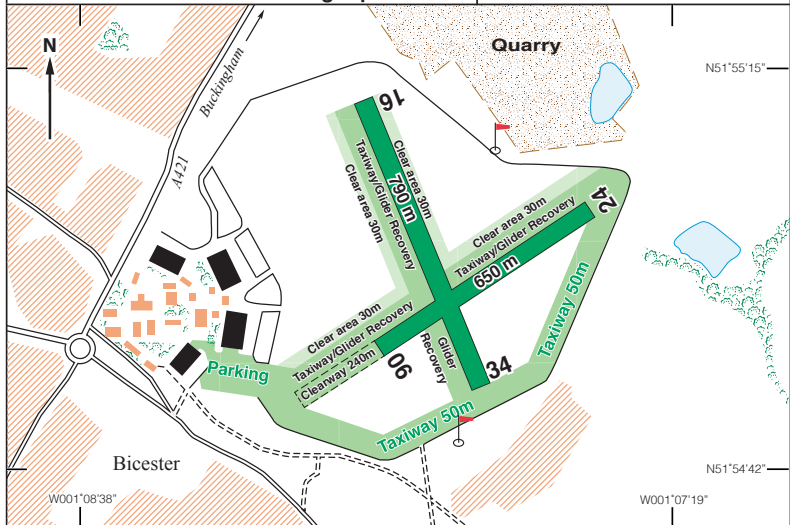 N
Buckingham
A421
Quarry
N51°55'15"
16
Clear area 30m
790 m
Taxiway/Glider Recovery
Clear area 30m
24
Clear area 30m
Taxiway/Glider Recovery
650 m
Taxiway 50m
Clear area 30m
Taxiway/Glider Recovery
Clearway 240m
06
Glider
Recovery
34
Parking
Taxiway 50m
Bicester
N51°54'42"
W001°08'38"
W001°07'19"